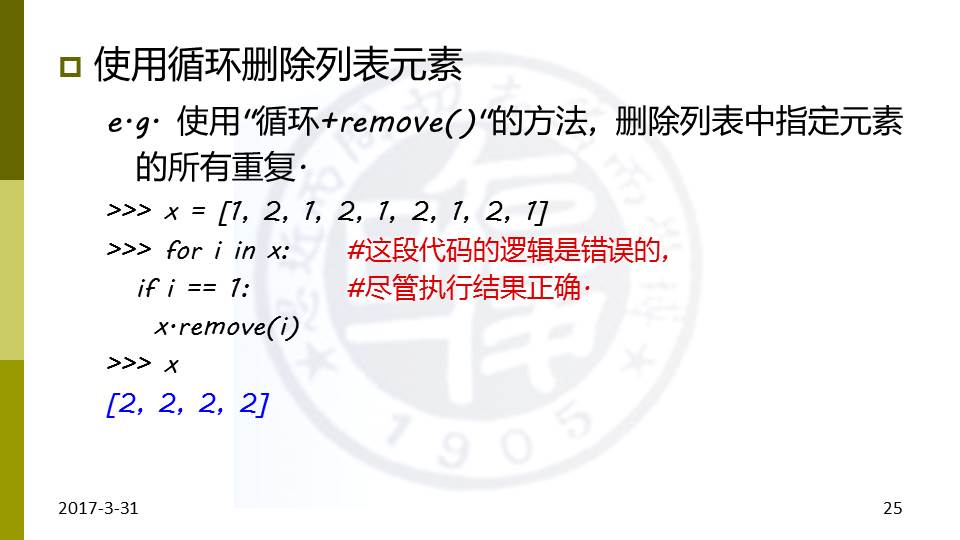 使用循环删除列表元素
e.g. 使用"循环+remove()"的方法，删除列表中指定元素
的所有重复.
>>> x = [1, 2, 1, 2, 1, 2, 1, 2, 1]
>>> for i in x: #这段代码的逻辑是错误的，
if i == 1: #尽管执行结果正确.
x.remove(i)
>>> x
[2, 2, 2, 2]
1905
2017-3-31
25